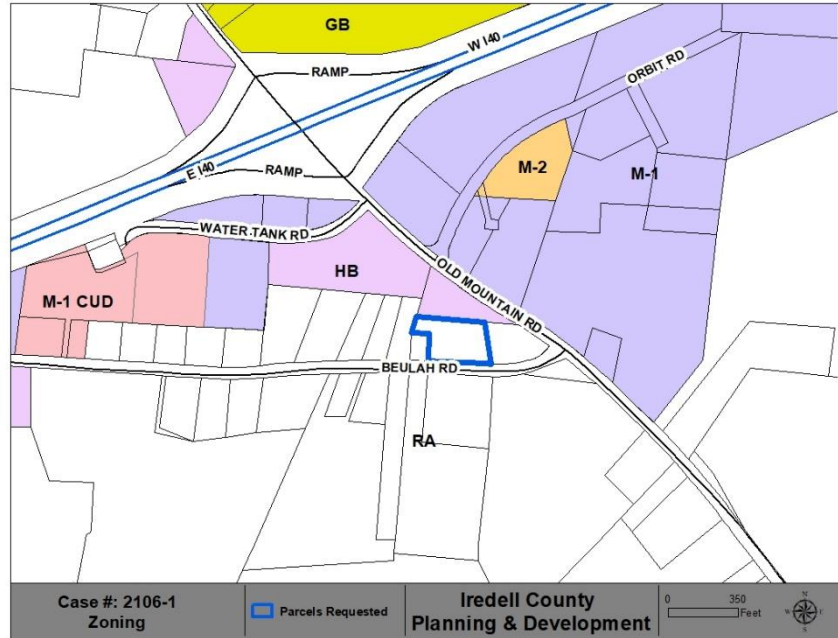 GB
W I40
RAMP
ORBIT RD
E I40
RAMP
M-2
M-1
WATER TANK RD
HB
OLD MOUNTAIN RD
M-1 CUD
BEULAH RD
RA
Case #: 2106-1
Zoning
Parcels Requested
Iredell County
Planning & Development
0 350
Feet
N
W E
S